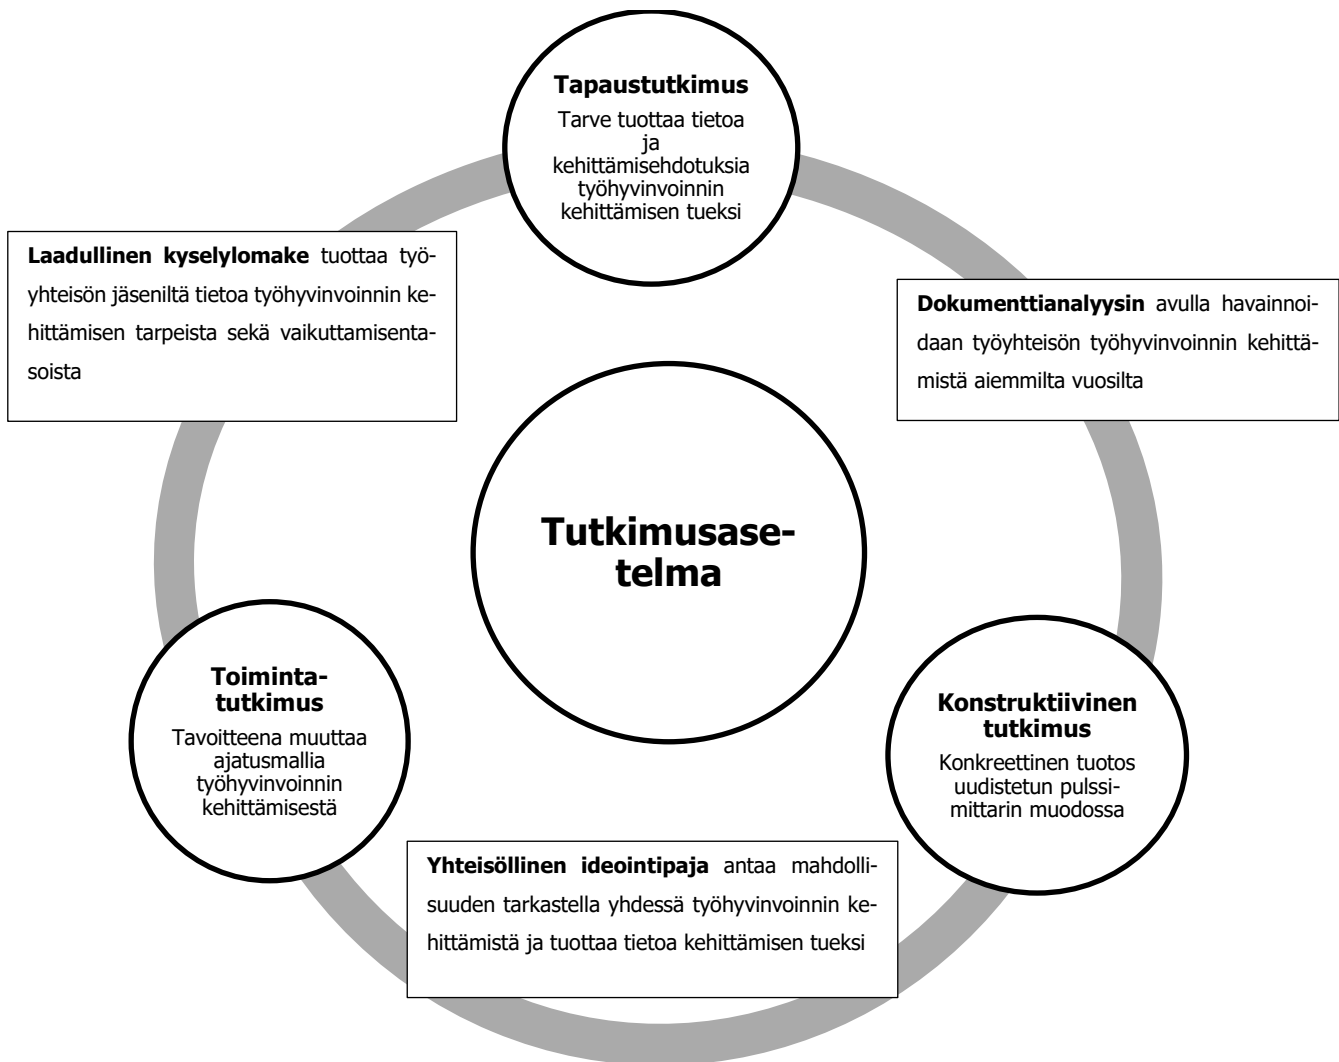 Tapaustutkimus
Tarve tuottaa tietoa
ja
kehittämisehdotuksia
työhyvinvoinnin
kehittämisen tueksi
Laadullinen kyselylomake tuottaa työ-
yhteisön jäseniltä tietoa työhyvinvoinnin ke-
hittämisen tarpeista sekä vaikuttamisenta-
soista
Dokumenttianalyysin avulla havainnoi-
daan työyhteisön työhyvinvoinnin kehittä-
mistä aiemmilta vuosilta
Tutkimusase-
telma
Toiminta-
tutkimus
Tavoitteena muuttaa
ajatusmallia
työhyvinvoinnin
kehittämisestä
Konstruktiivinen
tutkimus
Konkreettinen tuotos
uudistetun pulssi-
mittarin muodossa
Yhteisöllinen ideointipaja antaa mahdolli-
suuden tarkastella yhdessä työhyvinvoinnin ke-
hittämistä ja tuottaa tietoa kehittämisen tueksi